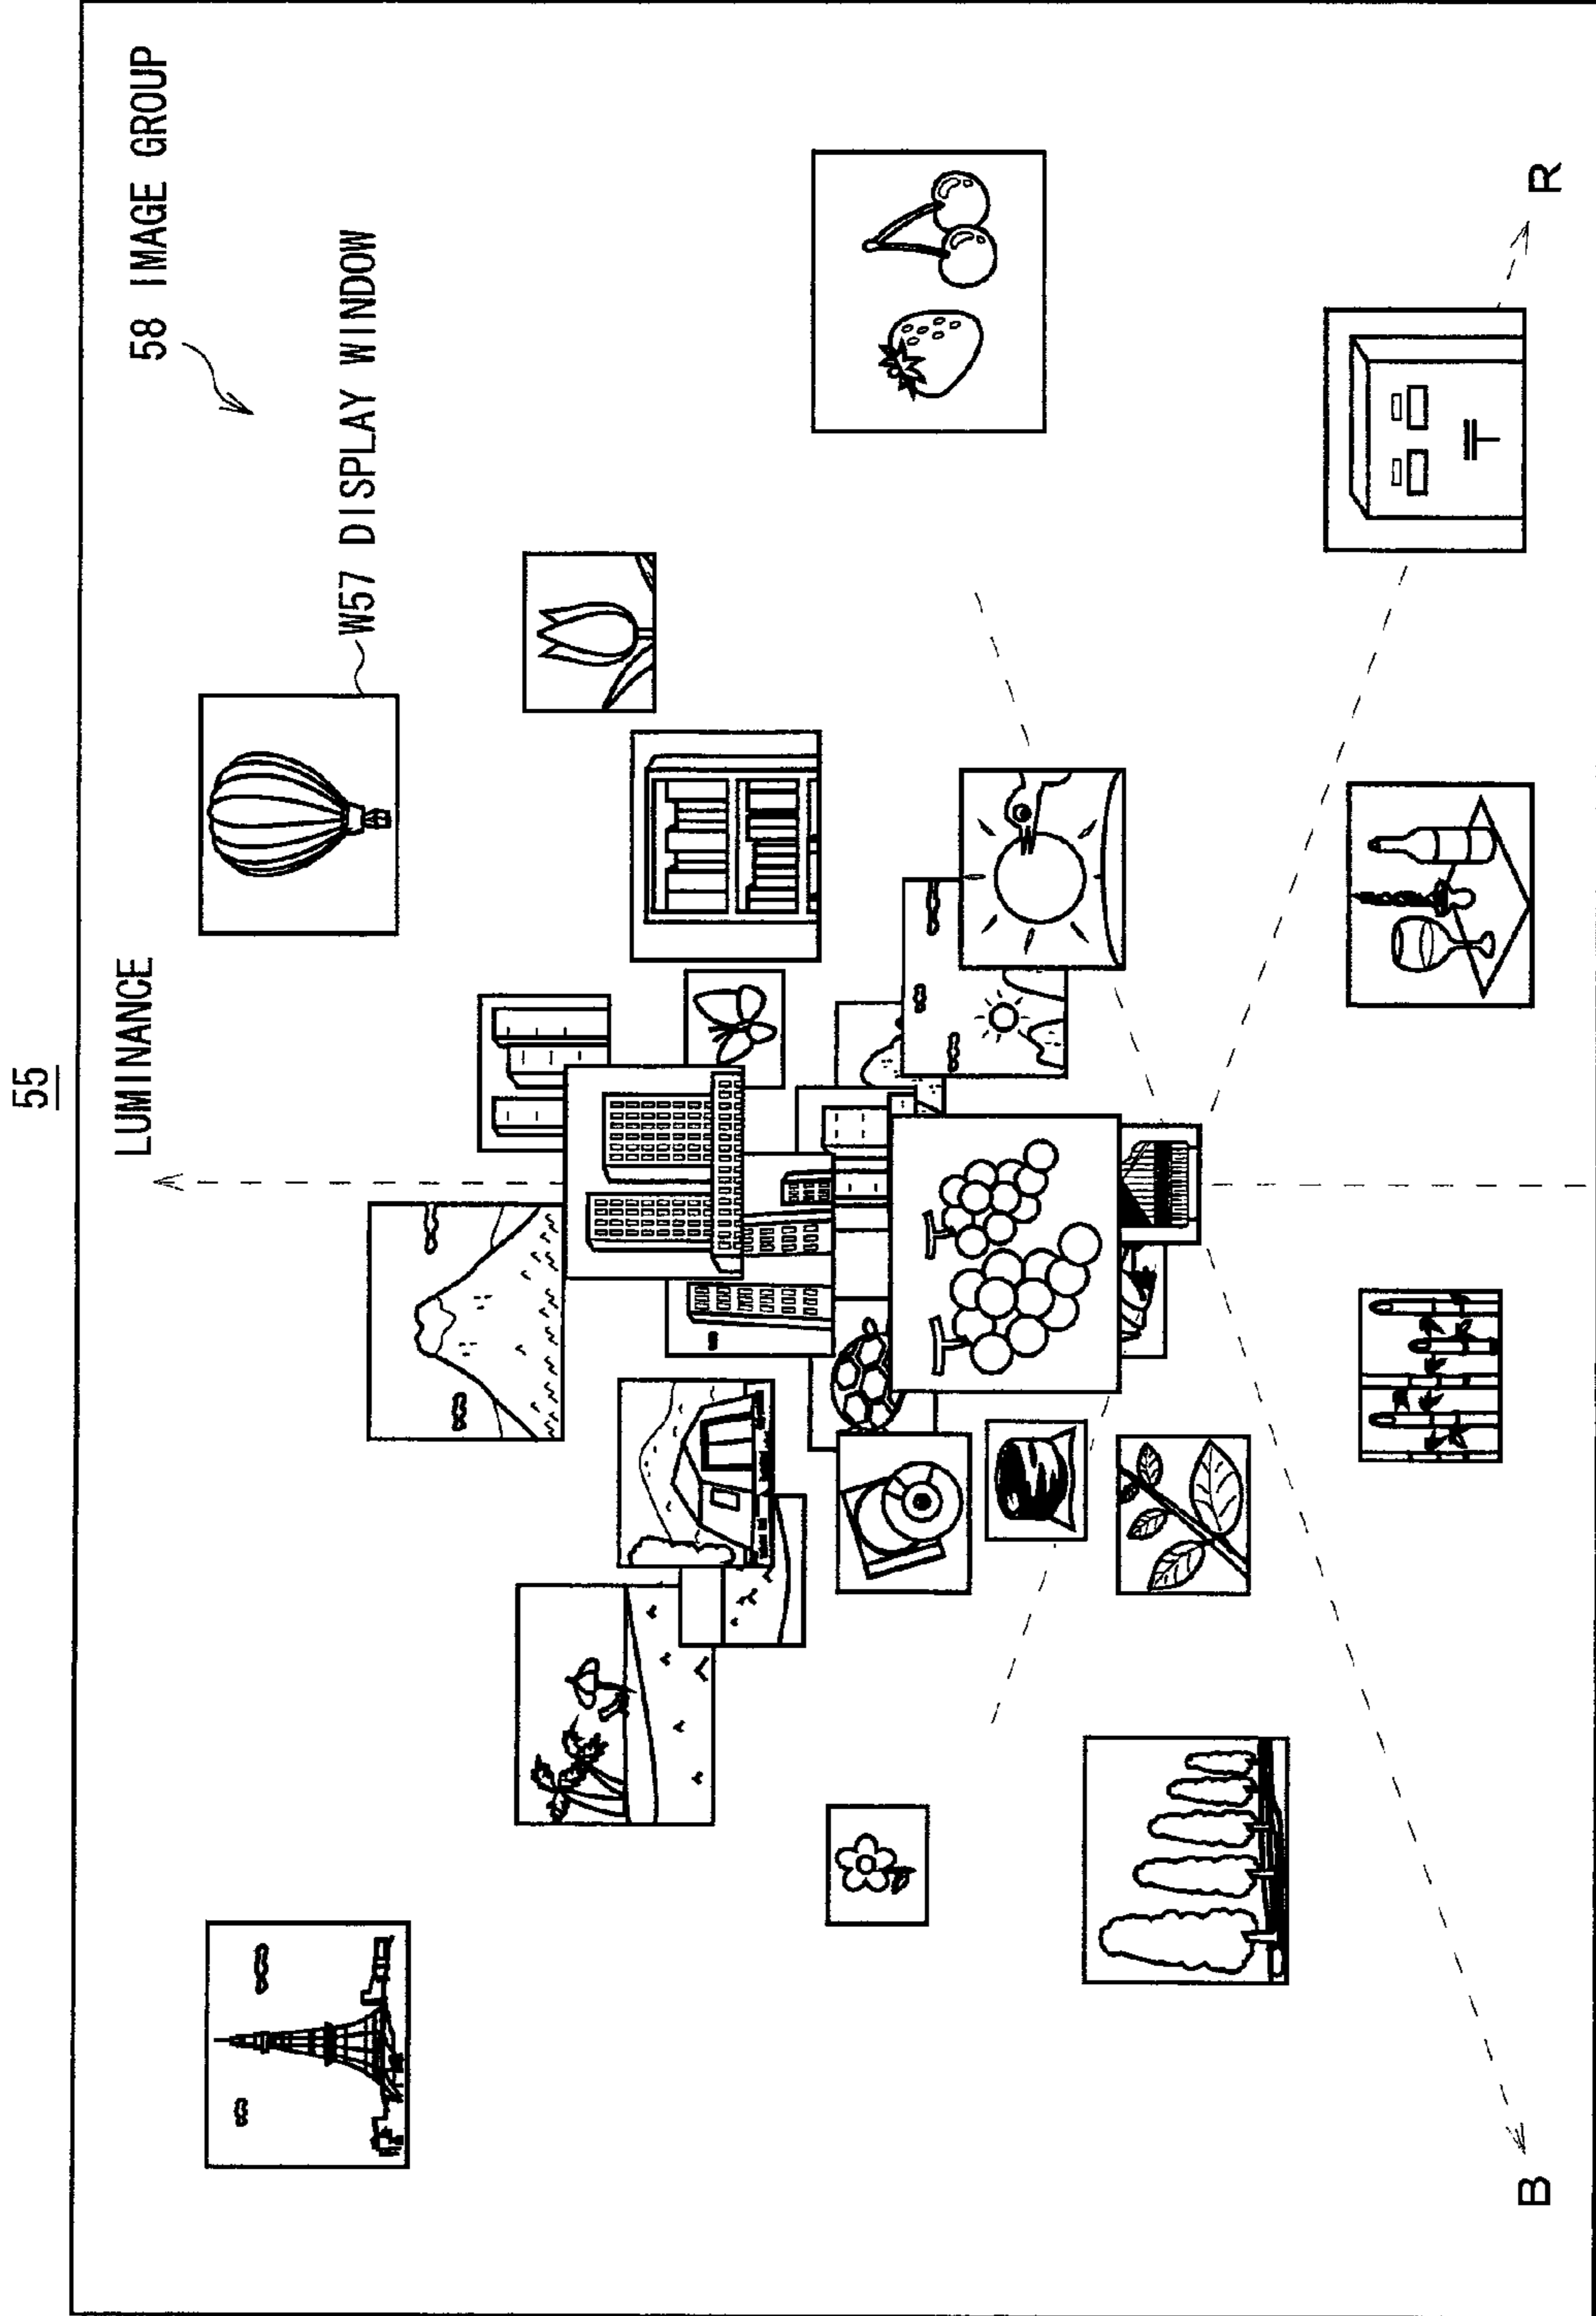 55
LUMINANCE
58 IMAGE GROUP
W57 DISPLAY WINDOW
〒
B
R